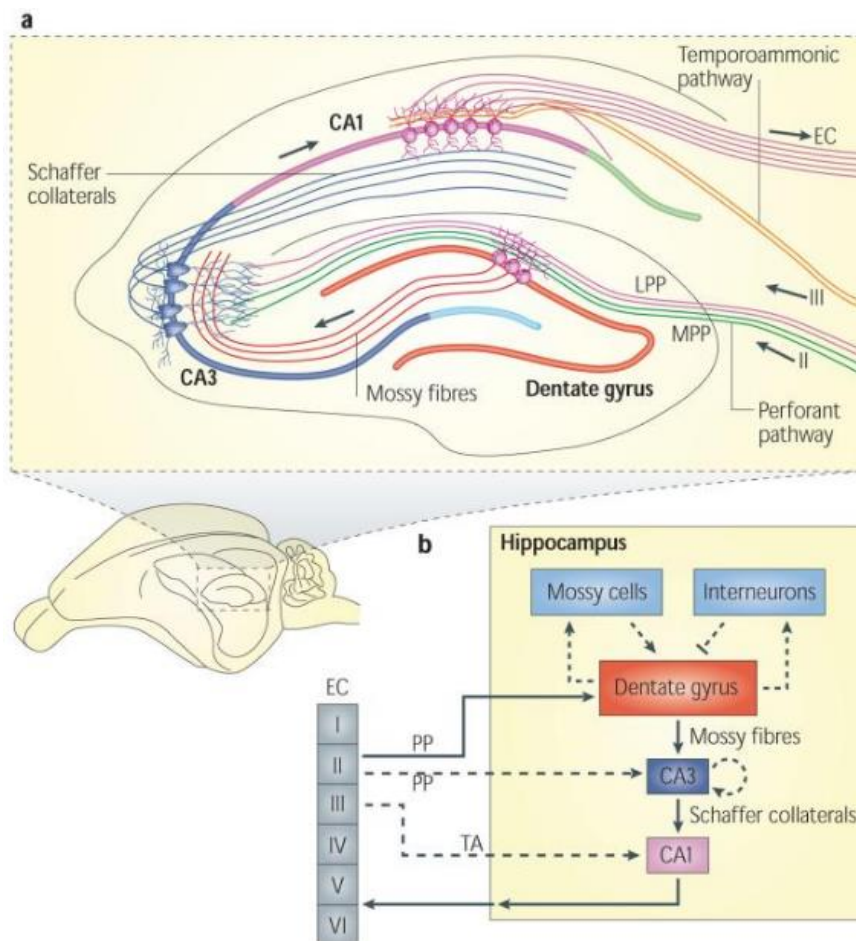 a
Temporoammonic
pathway
CA1
EC
Schaffer
collaterals
LPP
III
MPP
II
CA3
Mossy fibres
Dentate gyrus
Perforant
pathway
b
Hippocampus
Mossy cells
Interneurons
EC
Dentate gyrus
I
PP
Mossy fibres
II
CA3
PP
III
Schaffer collaterals
IV
TA
CA1
V
VI